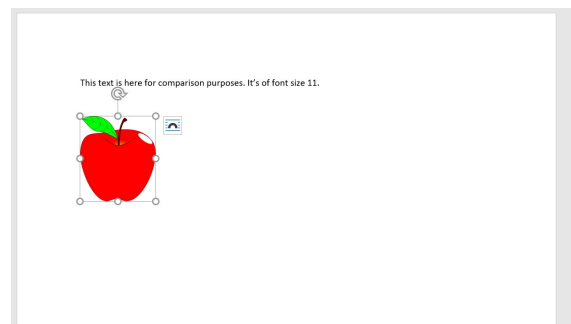 This text is here for comparison purposes. It’s of font size 11.